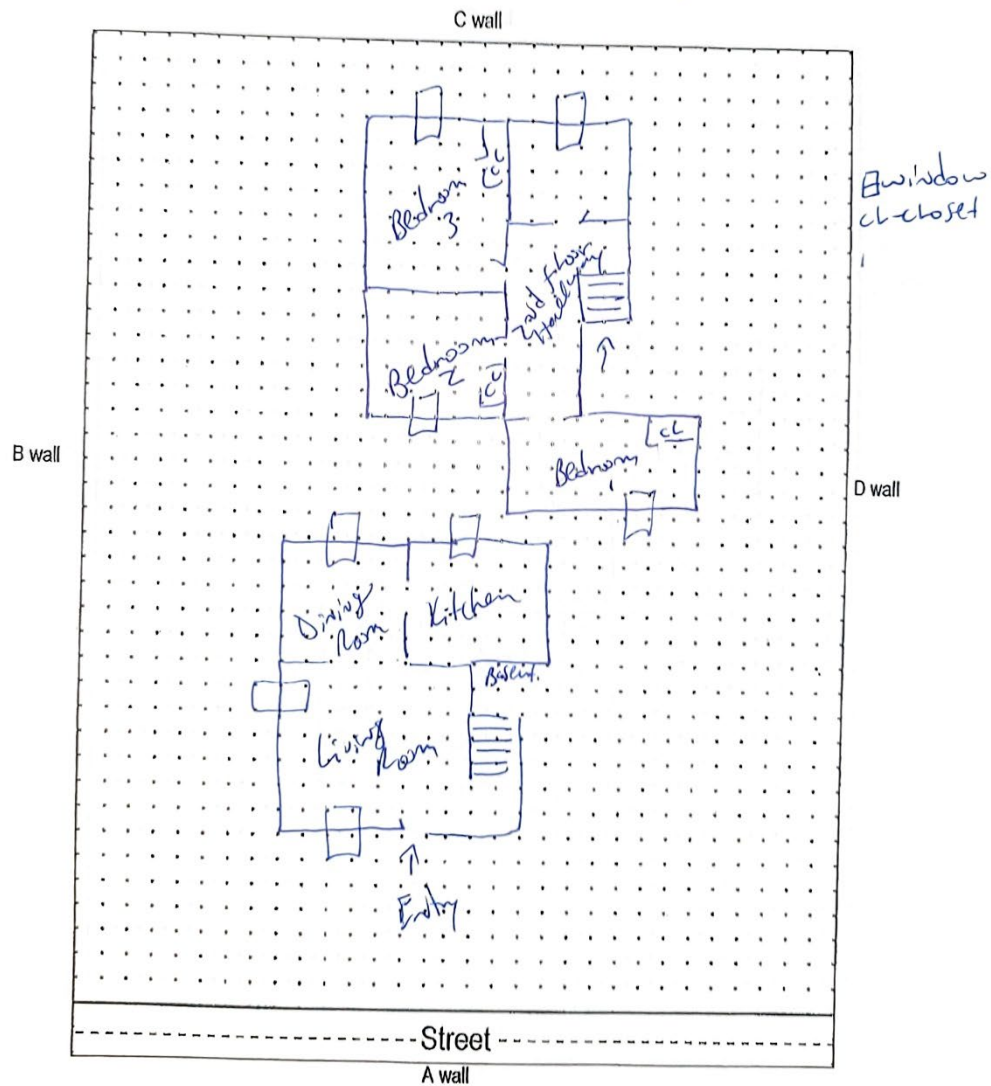 C wall
window
cl-closet
Bedroom
3
CL
2nd floor
Hallway
Bedroom
2
CL
cL
Bedroom
1
B wall
D wall
Dining
Room
Kitchen
Living
Room
Entry
Street
A wall